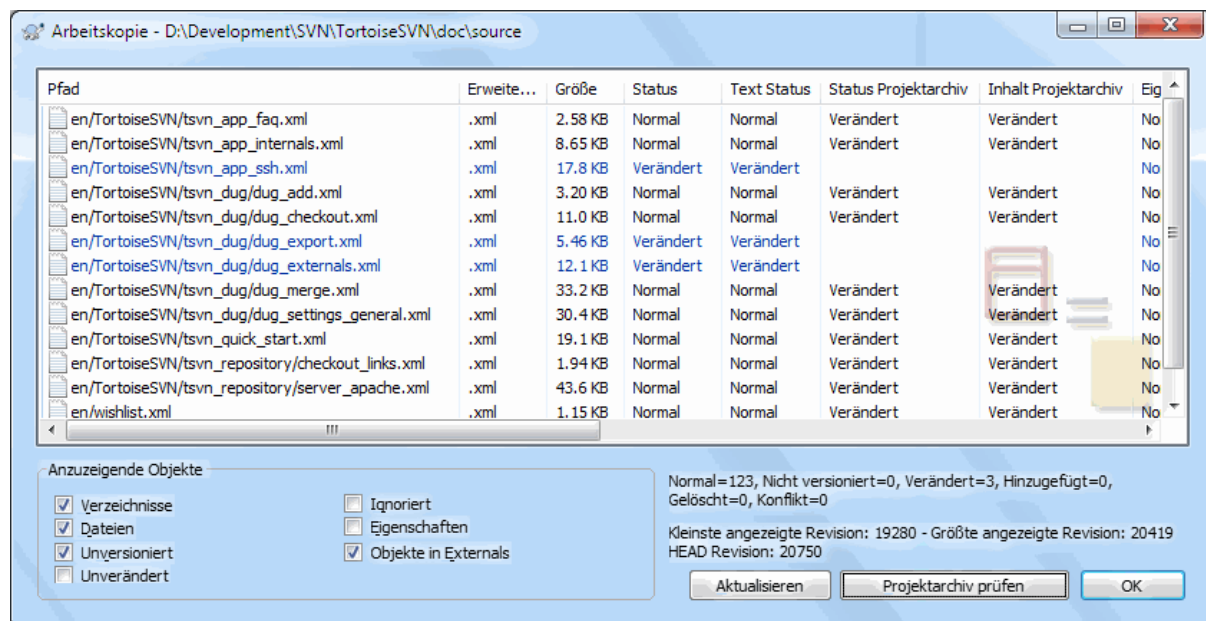 Arbeitskopie - D:\Development\SVN\TortoiseSVN\doc\source
Pfad Erweite... Größe Status Text Status Status Projektarchiv Inhalt Projektarchiv Eig
en/TortoiseSVN/tsvn_app_faq.xml .xml 2.58 KB Normal Normal Verändert Verändert No
en/TortoiseSVN/tsvn_app_internals.xml .xml 8.65 KB Normal Normal Verändert Verändert No
en/TortoiseSVN/tsvn_app_ssh.xml .xml 17.8 KB Verändert Verändert No
en/TortoiseSVN/tsvn_dug/dug_add.xml .xml 3.20 KB Normal Normal Verändert Verändert No
en/TortoiseSVN/tsvn_dug/dug_checkout.xml .xml 11.0 KB Normal Normal Verändert Verändert No
en/TortoiseSVN/tsvn_dug/dug_export.xml .xml 5.46 KB Verändert Verändert No
en/TortoiseSVN/tsvn_dug/dug_externals.xml .xml 12.1 KB Verändert Verändert No
en/TortoiseSVN/tsvn_dug/dug_merge.xml .xml 33.2 KB Normal Normal Verändert Verändert No
en/TortoiseSVN/tsvn_dug/dug_settings_general.xml .xml 30.4 KB Normal Normal Verändert Verändert No
en/TortoiseSVN/tsvn_quick_start.xml .xml 19.1 KB Normal Normal Verändert Verändert No
en/TortoiseSVN/tsvn_repository/checkout_links.xml .xml 1.94 KB Normal Normal Verändert Verändert No
en/TortoiseSVN/tsvn_repository/server_apache.xml .xml 43.6 KB Normal Normal Verändert Verändert No
en/wishlist.xml .xml 1.15 KB Normal Normal Verändert Verändert No
Anzuzeigende Objekte
Verzeichnisse
Dateien
Unversioniert
Unverändert
Ignoriert
Eigenschaften
Objekte in Externals
Normal=123, Nicht versioniert=0, Verändert=3, Hinzugefügt=0,
Gelöscht=0, Konflikt=0
Kleinste angezeigte Revision: 19280 - Größte angezeigte Revision: 20419
HEAD Revision: 20750
Aktualisieren
Projektarchiv prüfen
OK